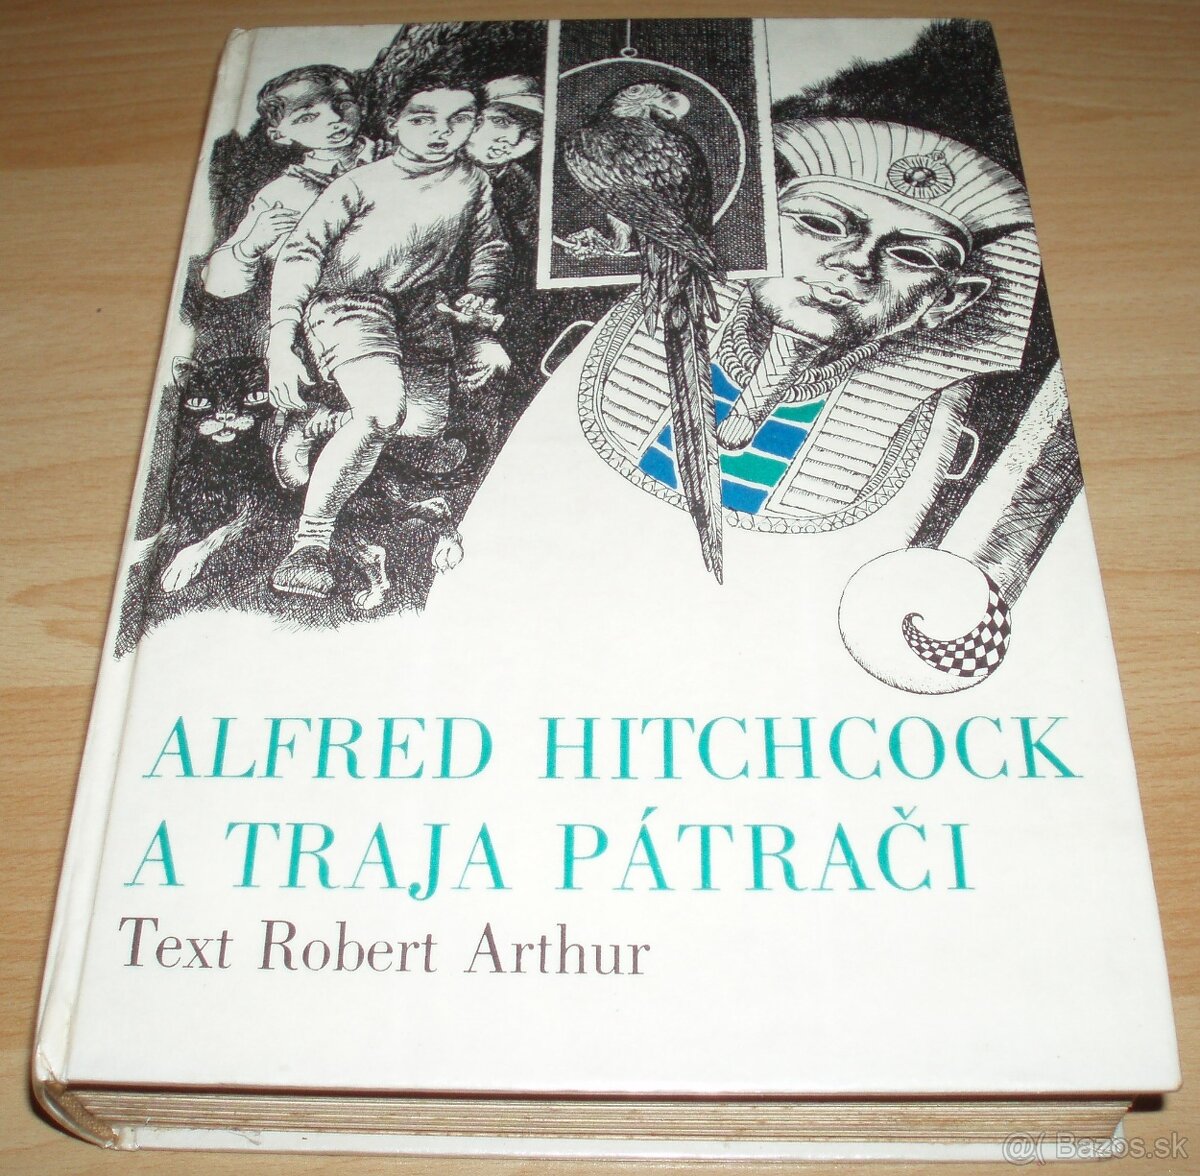 ALFRED HITCHCOCK
A TRAJA PÁTRAČI
Text Robert Arthur
@( Bazos.sk